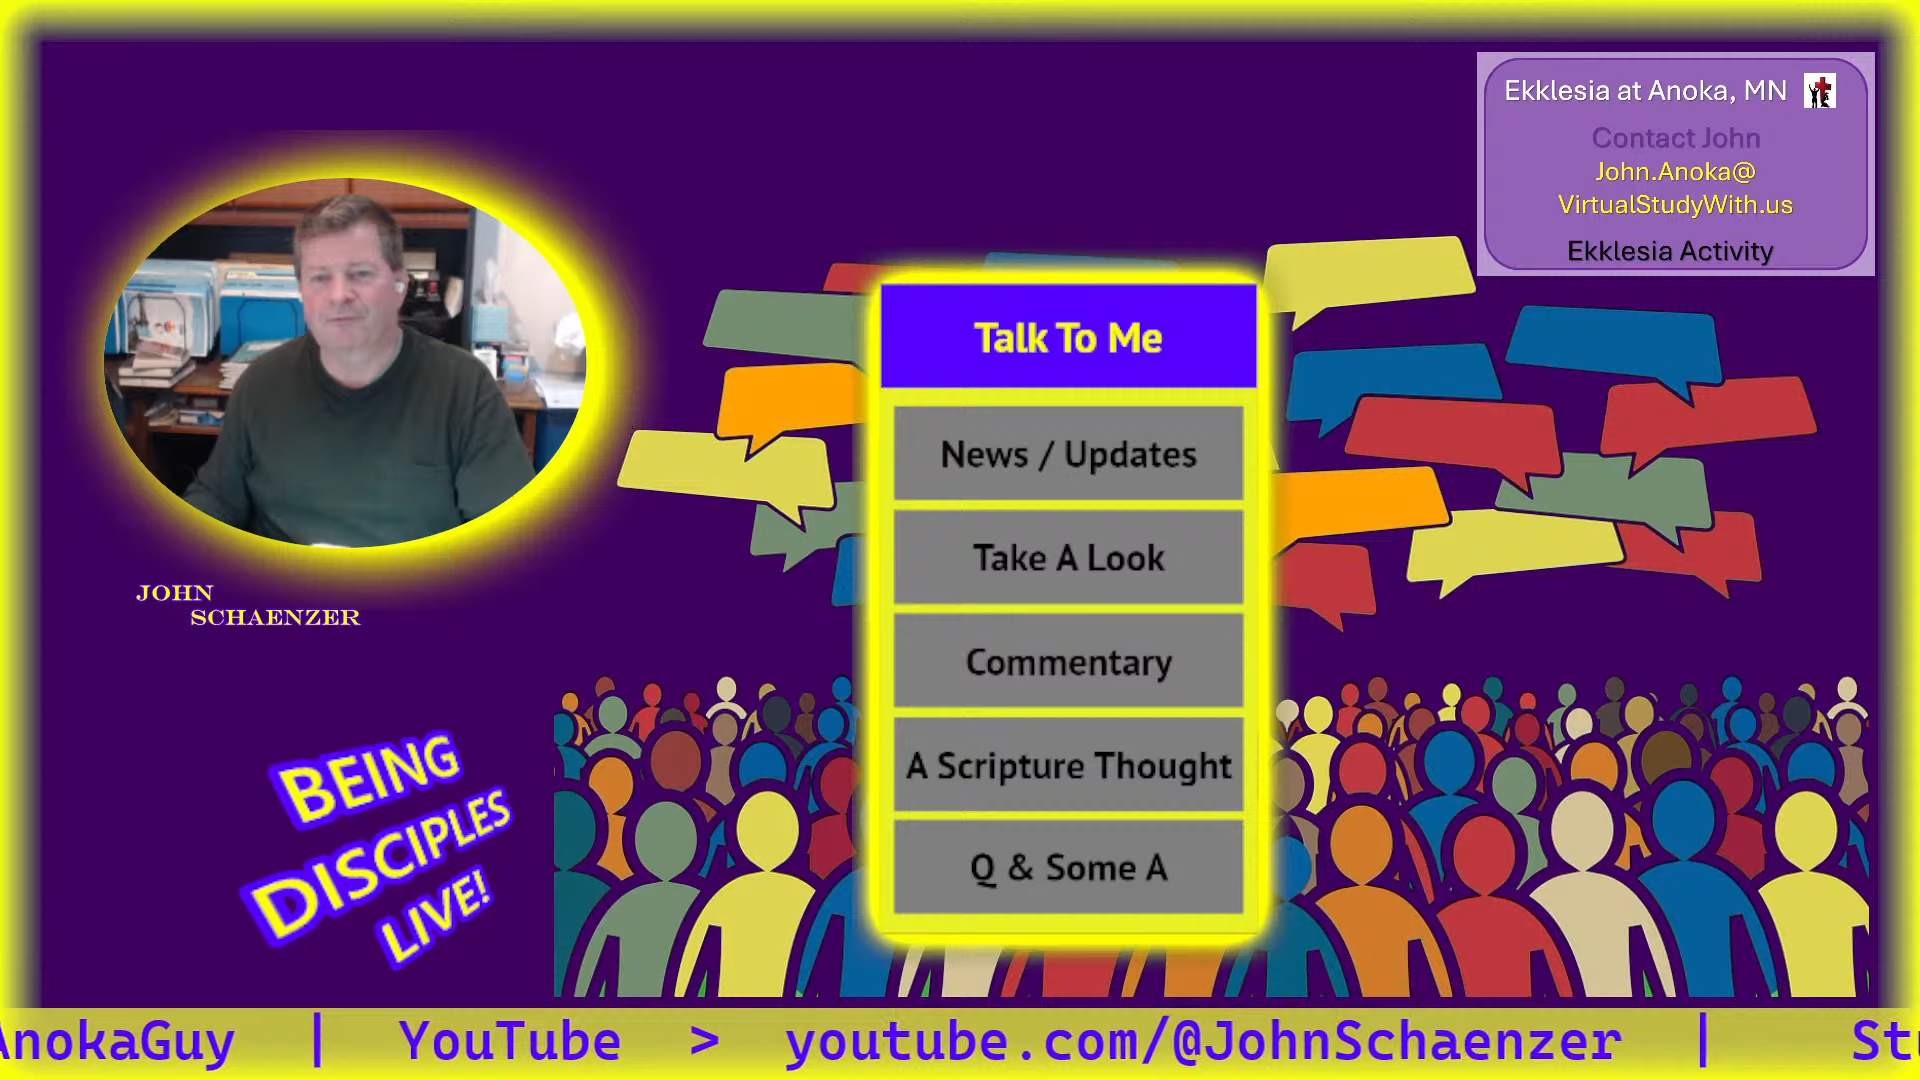 Ekklesia at Anoka, MN
Contact John
John.Anoka@
VirtualStudyWith.us
Ekklesia Activity
Talk To Me
News / Updates
Take A Look
Commentary
A Scripture Thought
Q & Some A
JOHN
SCHAENZER
BEING
DISCIPLES
LIVE!
AnokaGuy | YouTube > youtube.com/@JohnSchaenzer |